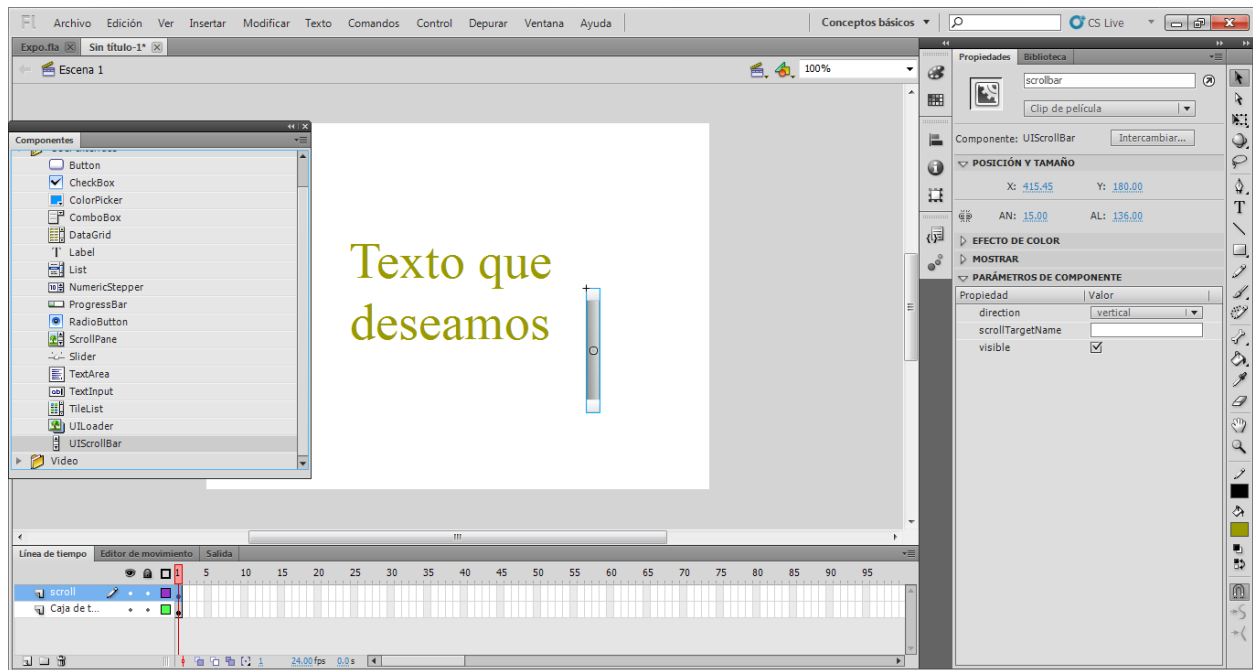 Fl Archivo Edición Ver Insertar Modificar Texto Comandos Control Depurar Ventana Ayuda Conceptos básicos CS Live
Expo.fla Sin título-1*
Escena 1 100%
Componentes
Button
CheckBox
ColorPicker
ComboBox
DataGrid
Label
List
NumericStepper
ProgressBar
RadioButton
ScrollPane
Slider
TextArea
TextInput
TileList
UILoader
UIScrollBar
Video
Texto que
deseamos
Propiedades Biblioteca
scrollbar
Clip de película
Componente: UIScrollBar Intercambiar...
POSICIÓN Y TAMAÑO
X: 415.45 Y: 180.00
AN: 15.00 AL: 136.00
EFECTO DE COLOR
MOSTRAR
PARÁMETROS DE COMPONENTE
Propiedad Valor
direction vertical
scrollTargetName
visible
Línea de tiempo Editor de movimiento Salida
1 5 10 15 20 25 30 35 40 45 50 55 60 65 70 75 80 85 90 95
scroll
Caja de t...
1 24.00 fps 0.0 s